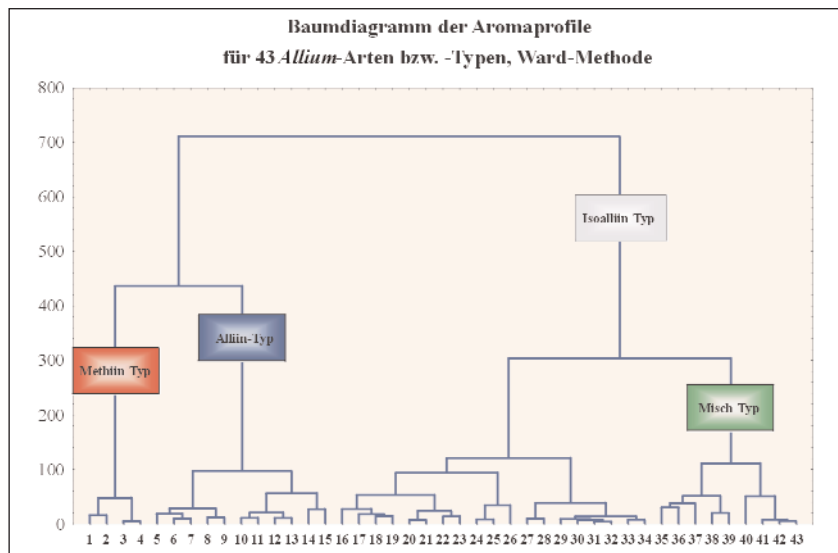 Baumdiagramm der Aromaprofile
für 43 Allium-Arten bzw. -Typen, Ward-Methode
800
700
600
500
400
300
200
100
0
Isoalliin Typ
Alliin-Typ
Methiin Typ
Misch Typ
1 2 3 4 5 6 7 8 9 10 11 12 13 14 15 16 17 18 19 20 21 22 23 24 25 26 27 28 29 30 31 32 33 34 35 36 37 38 39 40 41 42 43